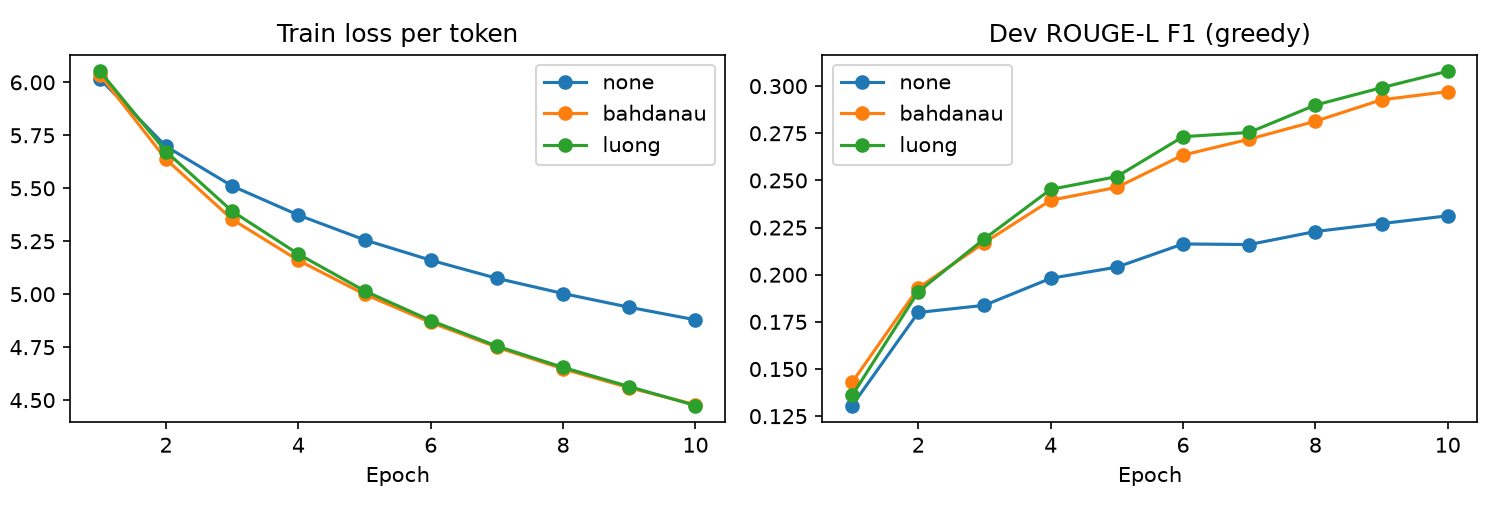 Train loss per token
6.00
5.75
5.50
5.25
5.00
4.75
4.50
none
bahdanau
luong
2
4
6
8
10
Epoch
Dev ROUGE-L F1 (greedy)
0.300
0.275
0.250
0.225
0.200
0.175
0.150
0.125
none
bahdanau
luong
2
4
6
8
10
Epoch